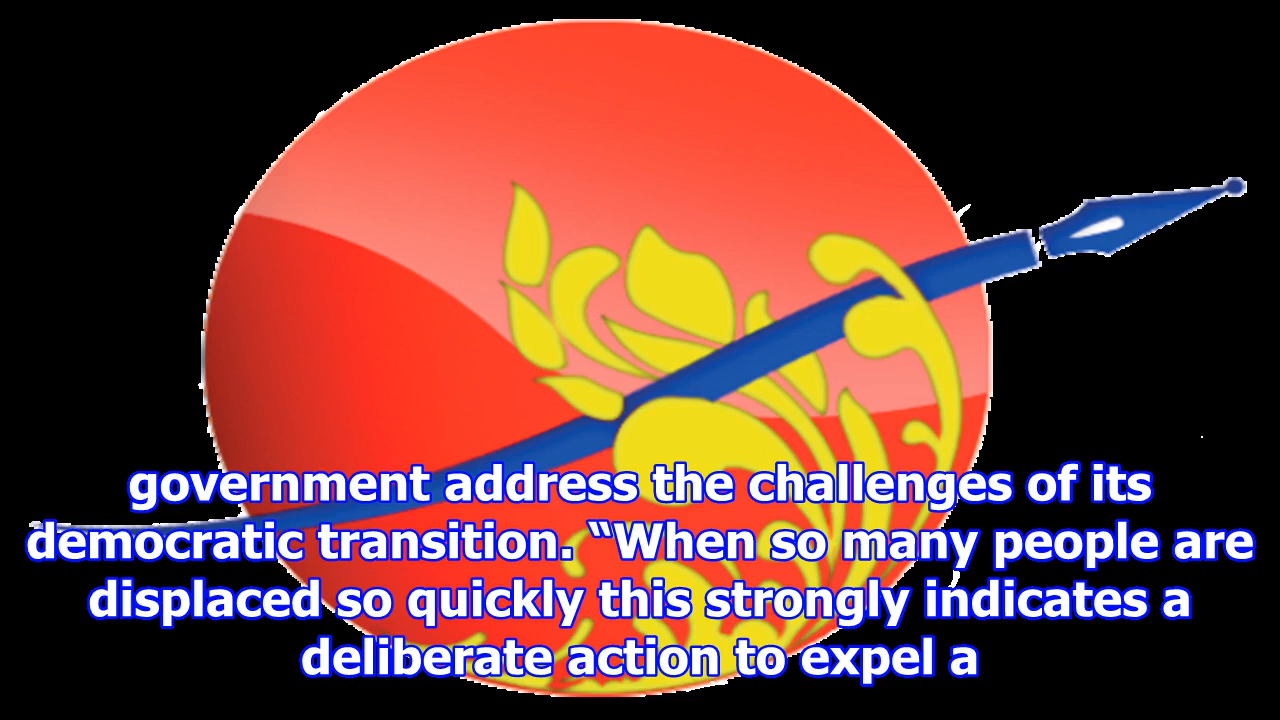 government address the challenges of its
democratic transition. “When so many people are
displaced so quickly this strongly indicates a
deliberate action to expel a